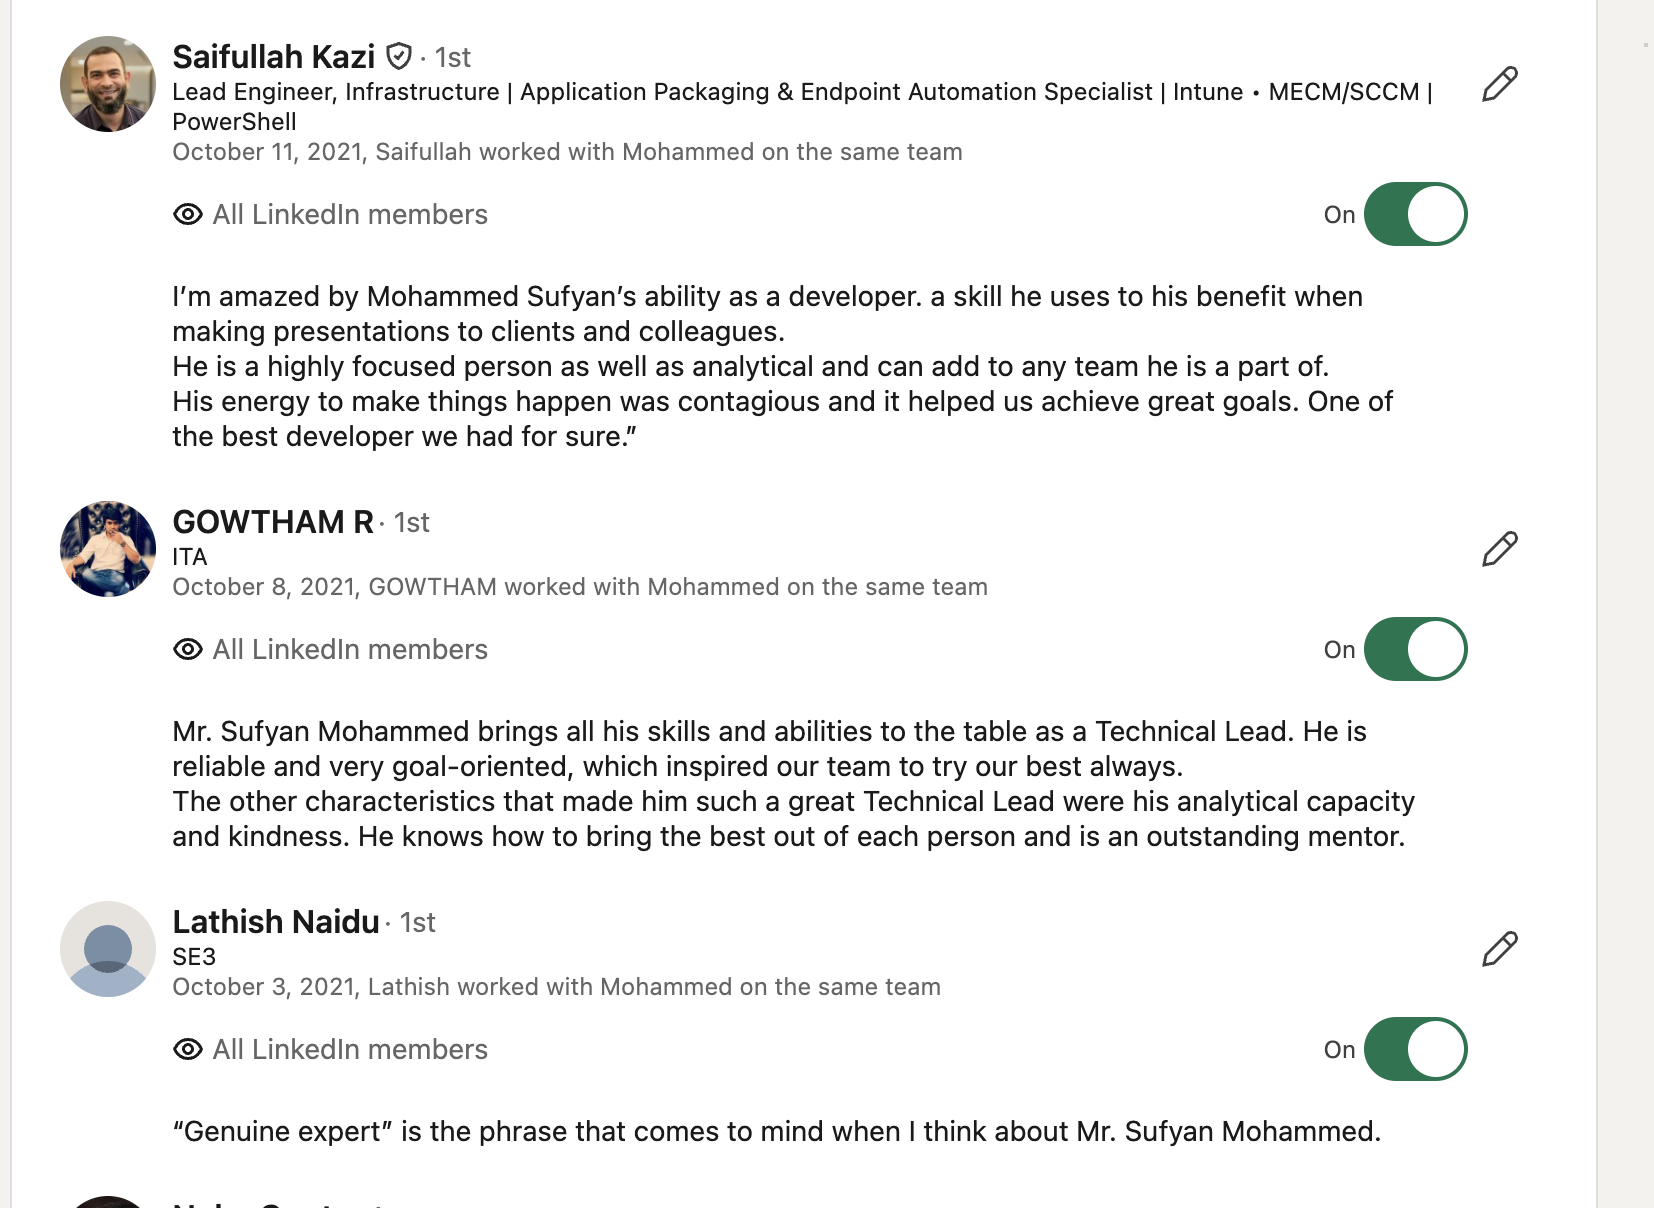 Saifullah Kazi · 1st
Lead Engineer, Infrastructure | Application Packaging & Endpoint Automation Specialist | Intune • MECM/SCCM |
PowerShell
October 11, 2021, Saifullah worked with Mohammed on the same team
All LinkedIn members
On
I’m amazed by Mohammed Sufyan’s ability as a developer. a skill he uses to his benefit when
making presentations to clients and colleagues.
He is a highly focused person as well as analytical and can add to any team he is a part of.
His energy to make things happen was contagious and it helped us achieve great goals. One of
the best developer we had for sure.”
GOWTHAM R · 1st
ITA
October 8, 2021, GOWTHAM worked with Mohammed on the same team
All LinkedIn members
On
Mr. Sufyan Mohammed brings all his skills and abilities to the table as a Technical Lead. He is
reliable and very goal-oriented, which inspired our team to try our best always.
The other characteristics that made him such a great Technical Lead were his analytical capacity
and kindness. He knows how to bring the best out of each person and is an outstanding mentor.
Lathish Naidu · 1st
SE3
October 3, 2021, Lathish worked with Mohammed on the same team
All LinkedIn members
On
“Genuine expert” is the phrase that comes to mind when I think about Mr. Sufyan Mohammed.